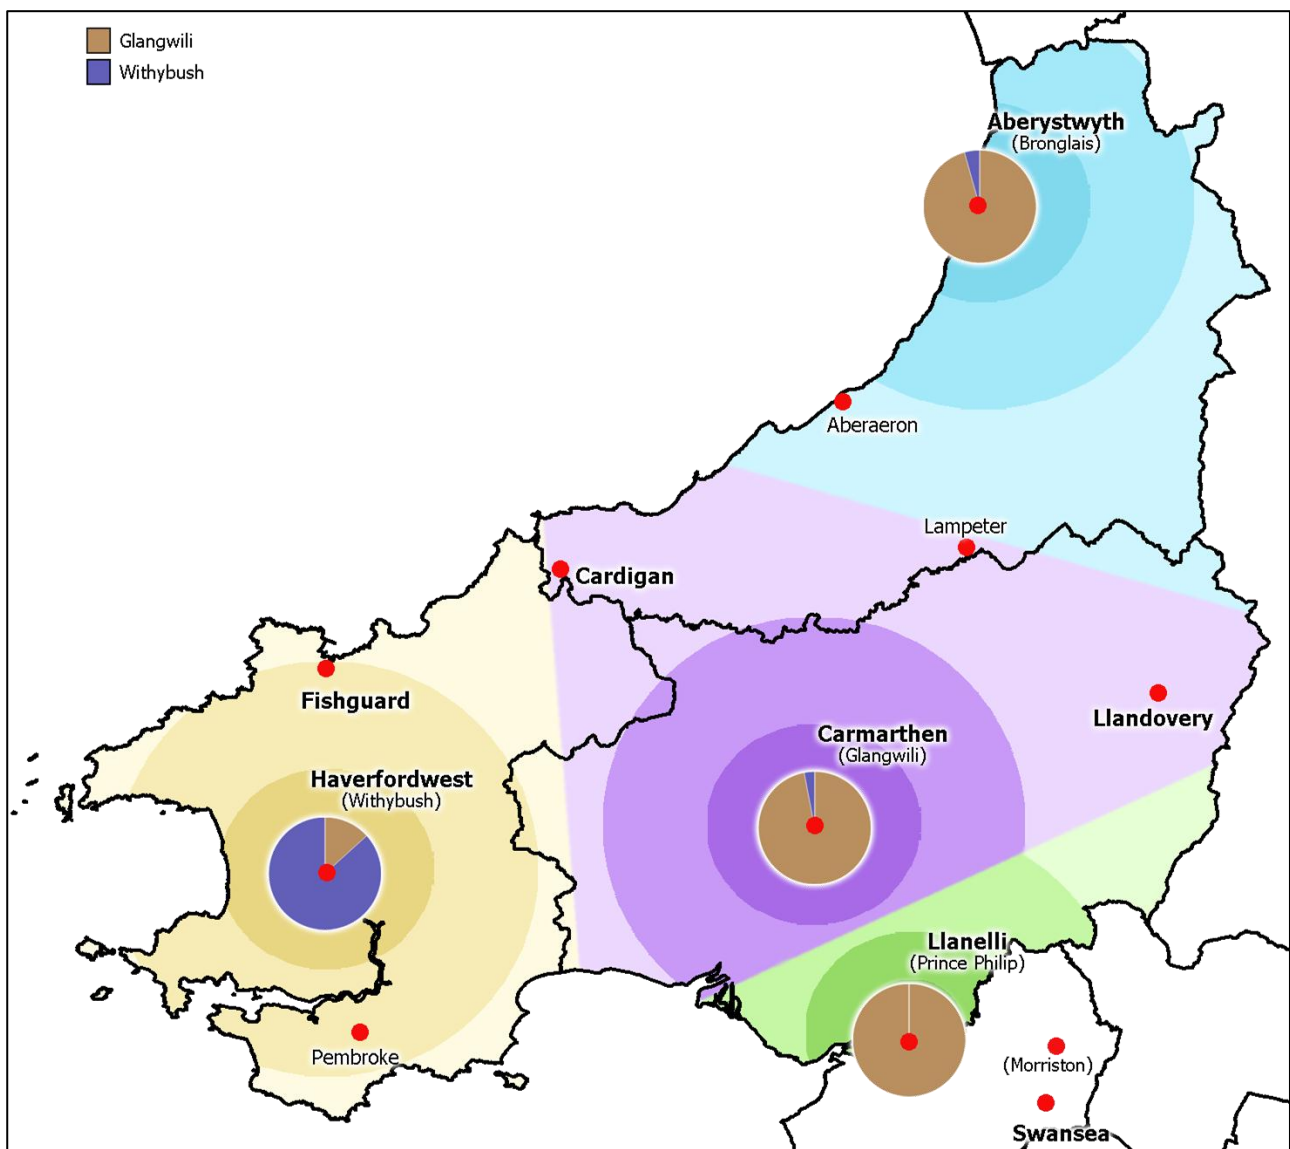 Glangwili
Withybush
Aberystwyth
(Bronglais)
Aberaeron
Lampeter
Cardigan
Fishguard
Llandovery
Carmarthen
(Glangwili)
Haverfordwest
(Withybush)
Llanelli
(Prince Philip)
Pembroke
(Morriston)
Swansea